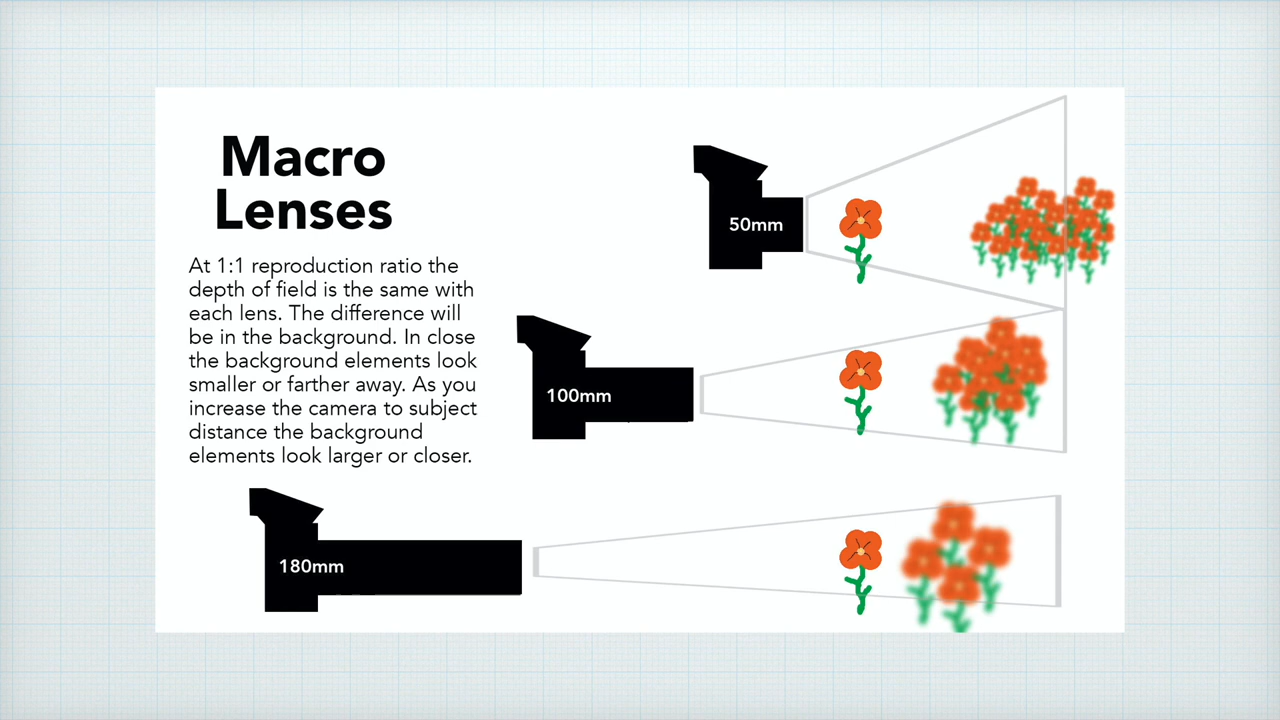 Macro
Lenses
At 1:1 reproduction ratio the
depth of field is the same with
each lens. The difference will
be in the background. In close
the background elements look
smaller or farther away. As you
increase the camera to subject
distance the background
elements look larger or closer.
50mm
100mm
180mm